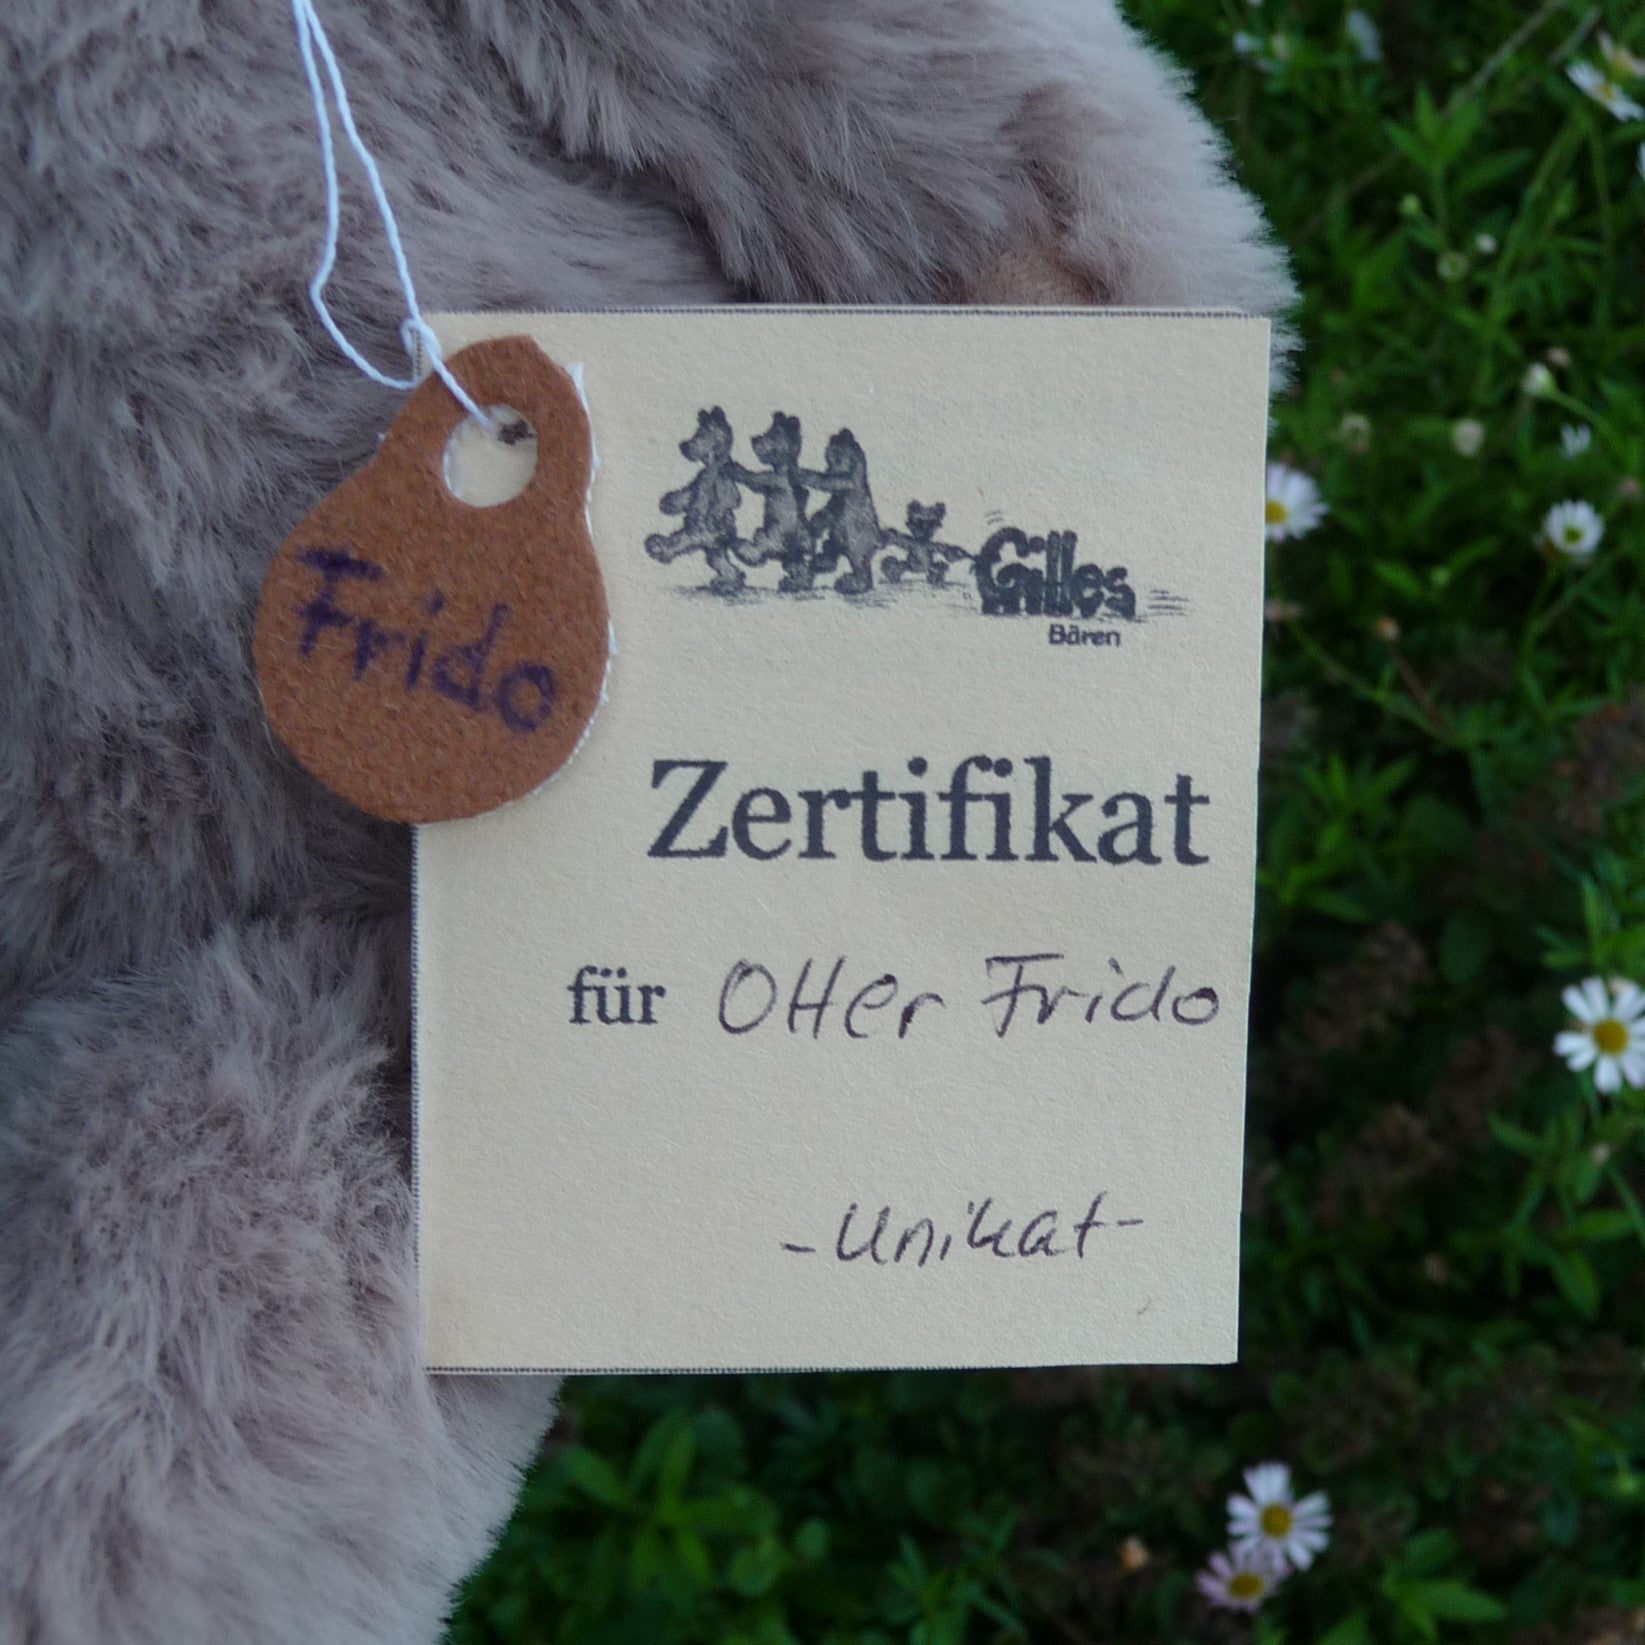 Frido
Gilles
Bären
Zertifikat
für Otter Frido
-Unikat-